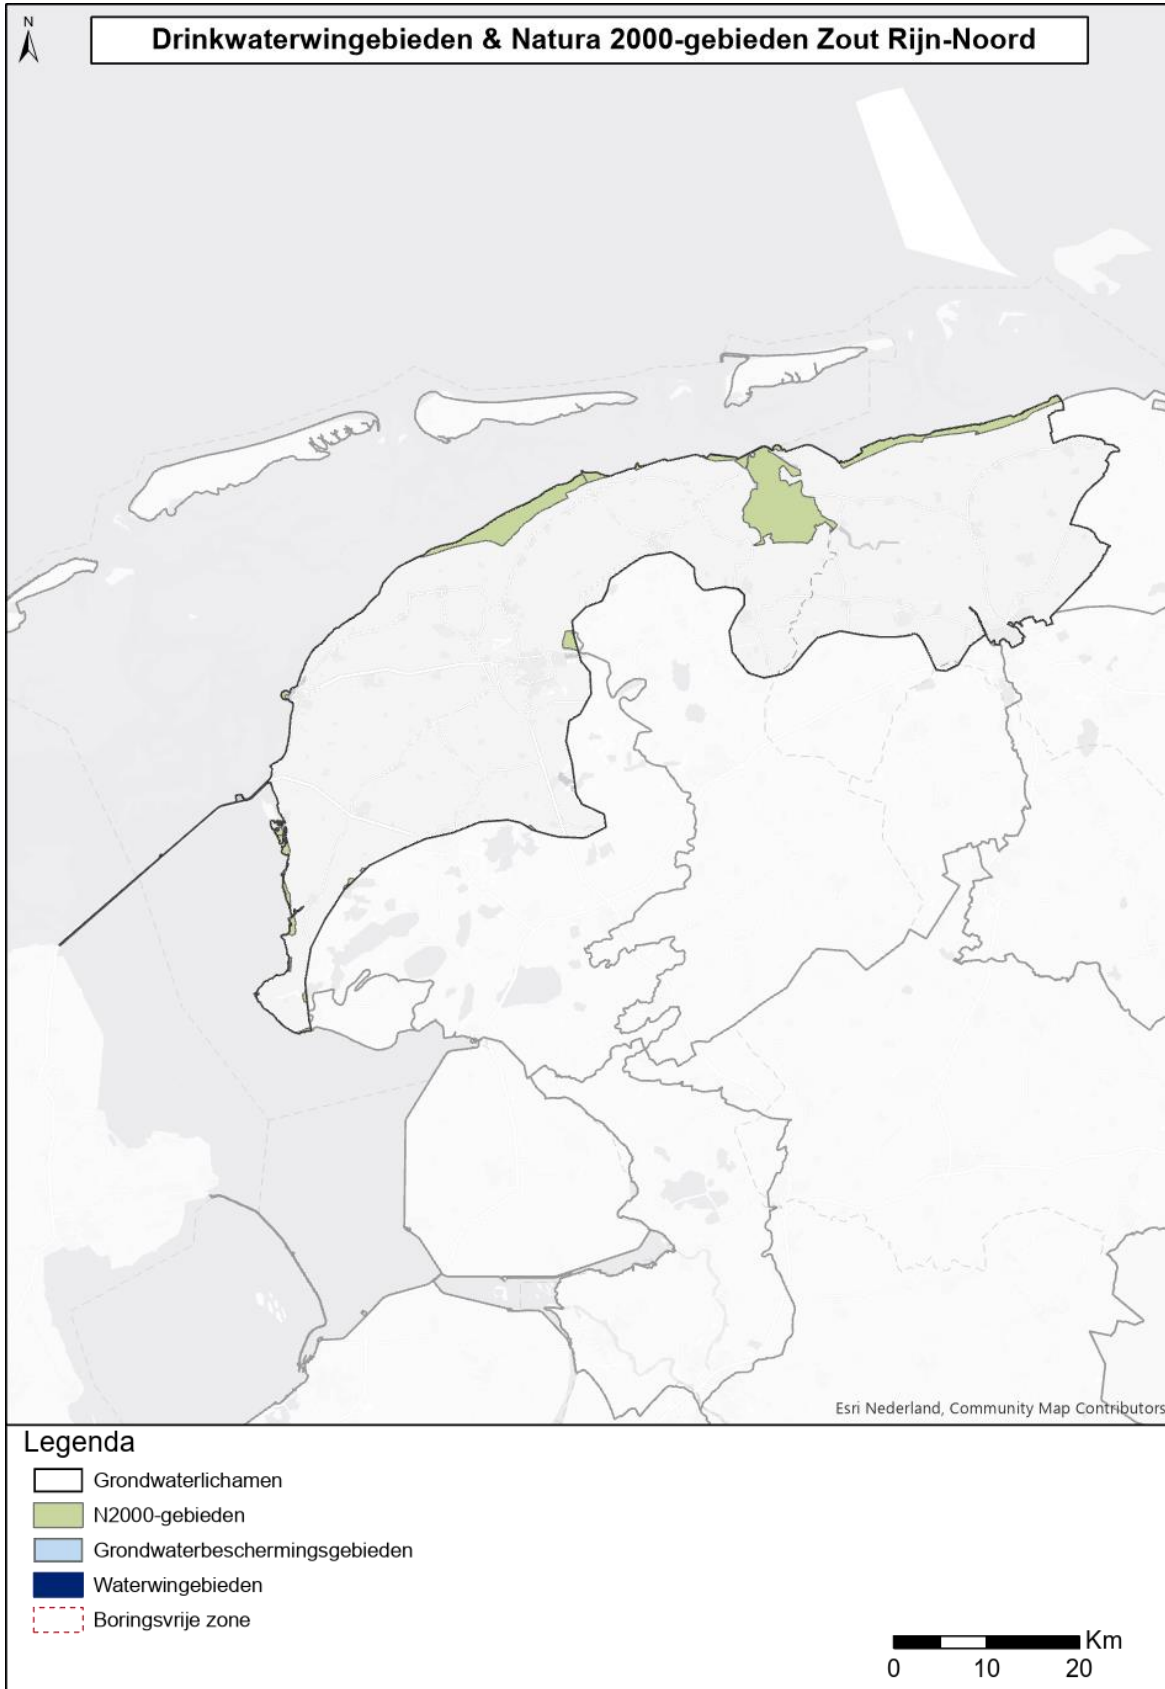 N
Drinkwaterwingebieden & Natura 2000-gebieden Zout Rijn-Noord
Esri Nederland, Community Map Contributors
Legenda
Grondwaterlichamen
N2000-gebieden
Grondwaterbeschermingsgebieden
Waterwingebieden
Boringsvrije zone
Km
0 10 20